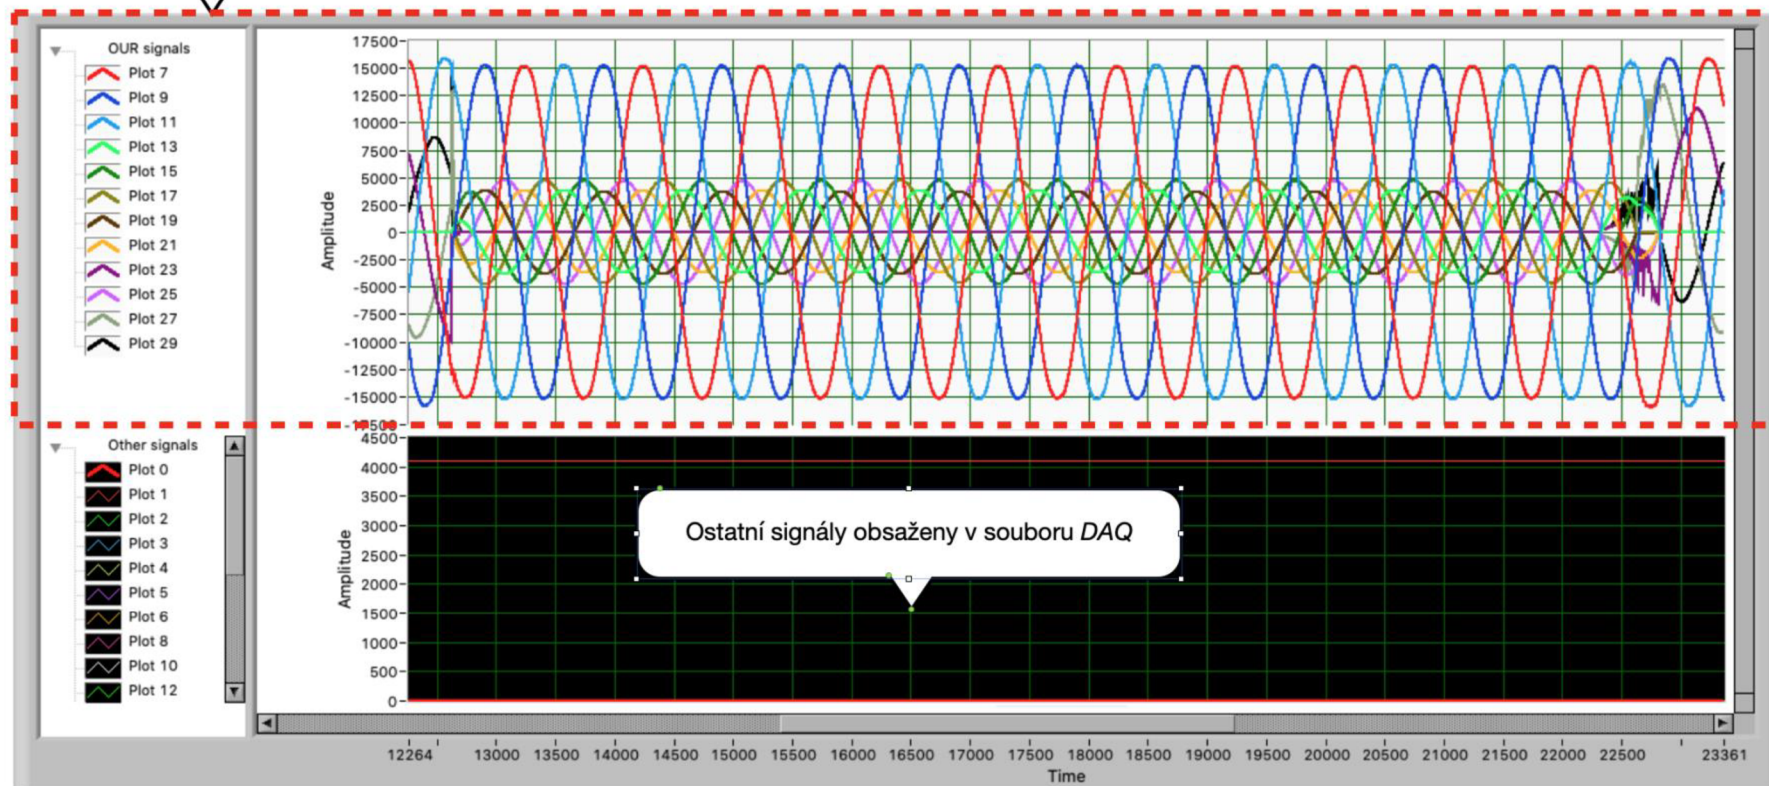 OUR signals
Plot 7
Plot 9
Plot 11
Plot 13
Plot 15
Plot 17
Plot 19
Plot 21
Plot 23
Plot 25
Plot 27
Plot 29
Amplitude
17500
15000
12500
10000
7500
5000
2500
0
-2500
-5000
-7500
-10000
-12500
-15000
-17500
Other signals
Plot 0
Plot 1
Plot 2
Plot 3
Plot 4
Plot 5
Plot 6
Plot 8
Plot 10
Plot 12
Amplitude
4500
4000
3500
3000
2500
2000
1500
1000
500
0
Ostatní signály obsaženy v souboru DAQ
12264 13000 13500 14000 14500 15000 15500 16000 16500 17000 17500 18000 18500 19000 19500 20000 20500 21000 21500 22000 22500 23361
Time